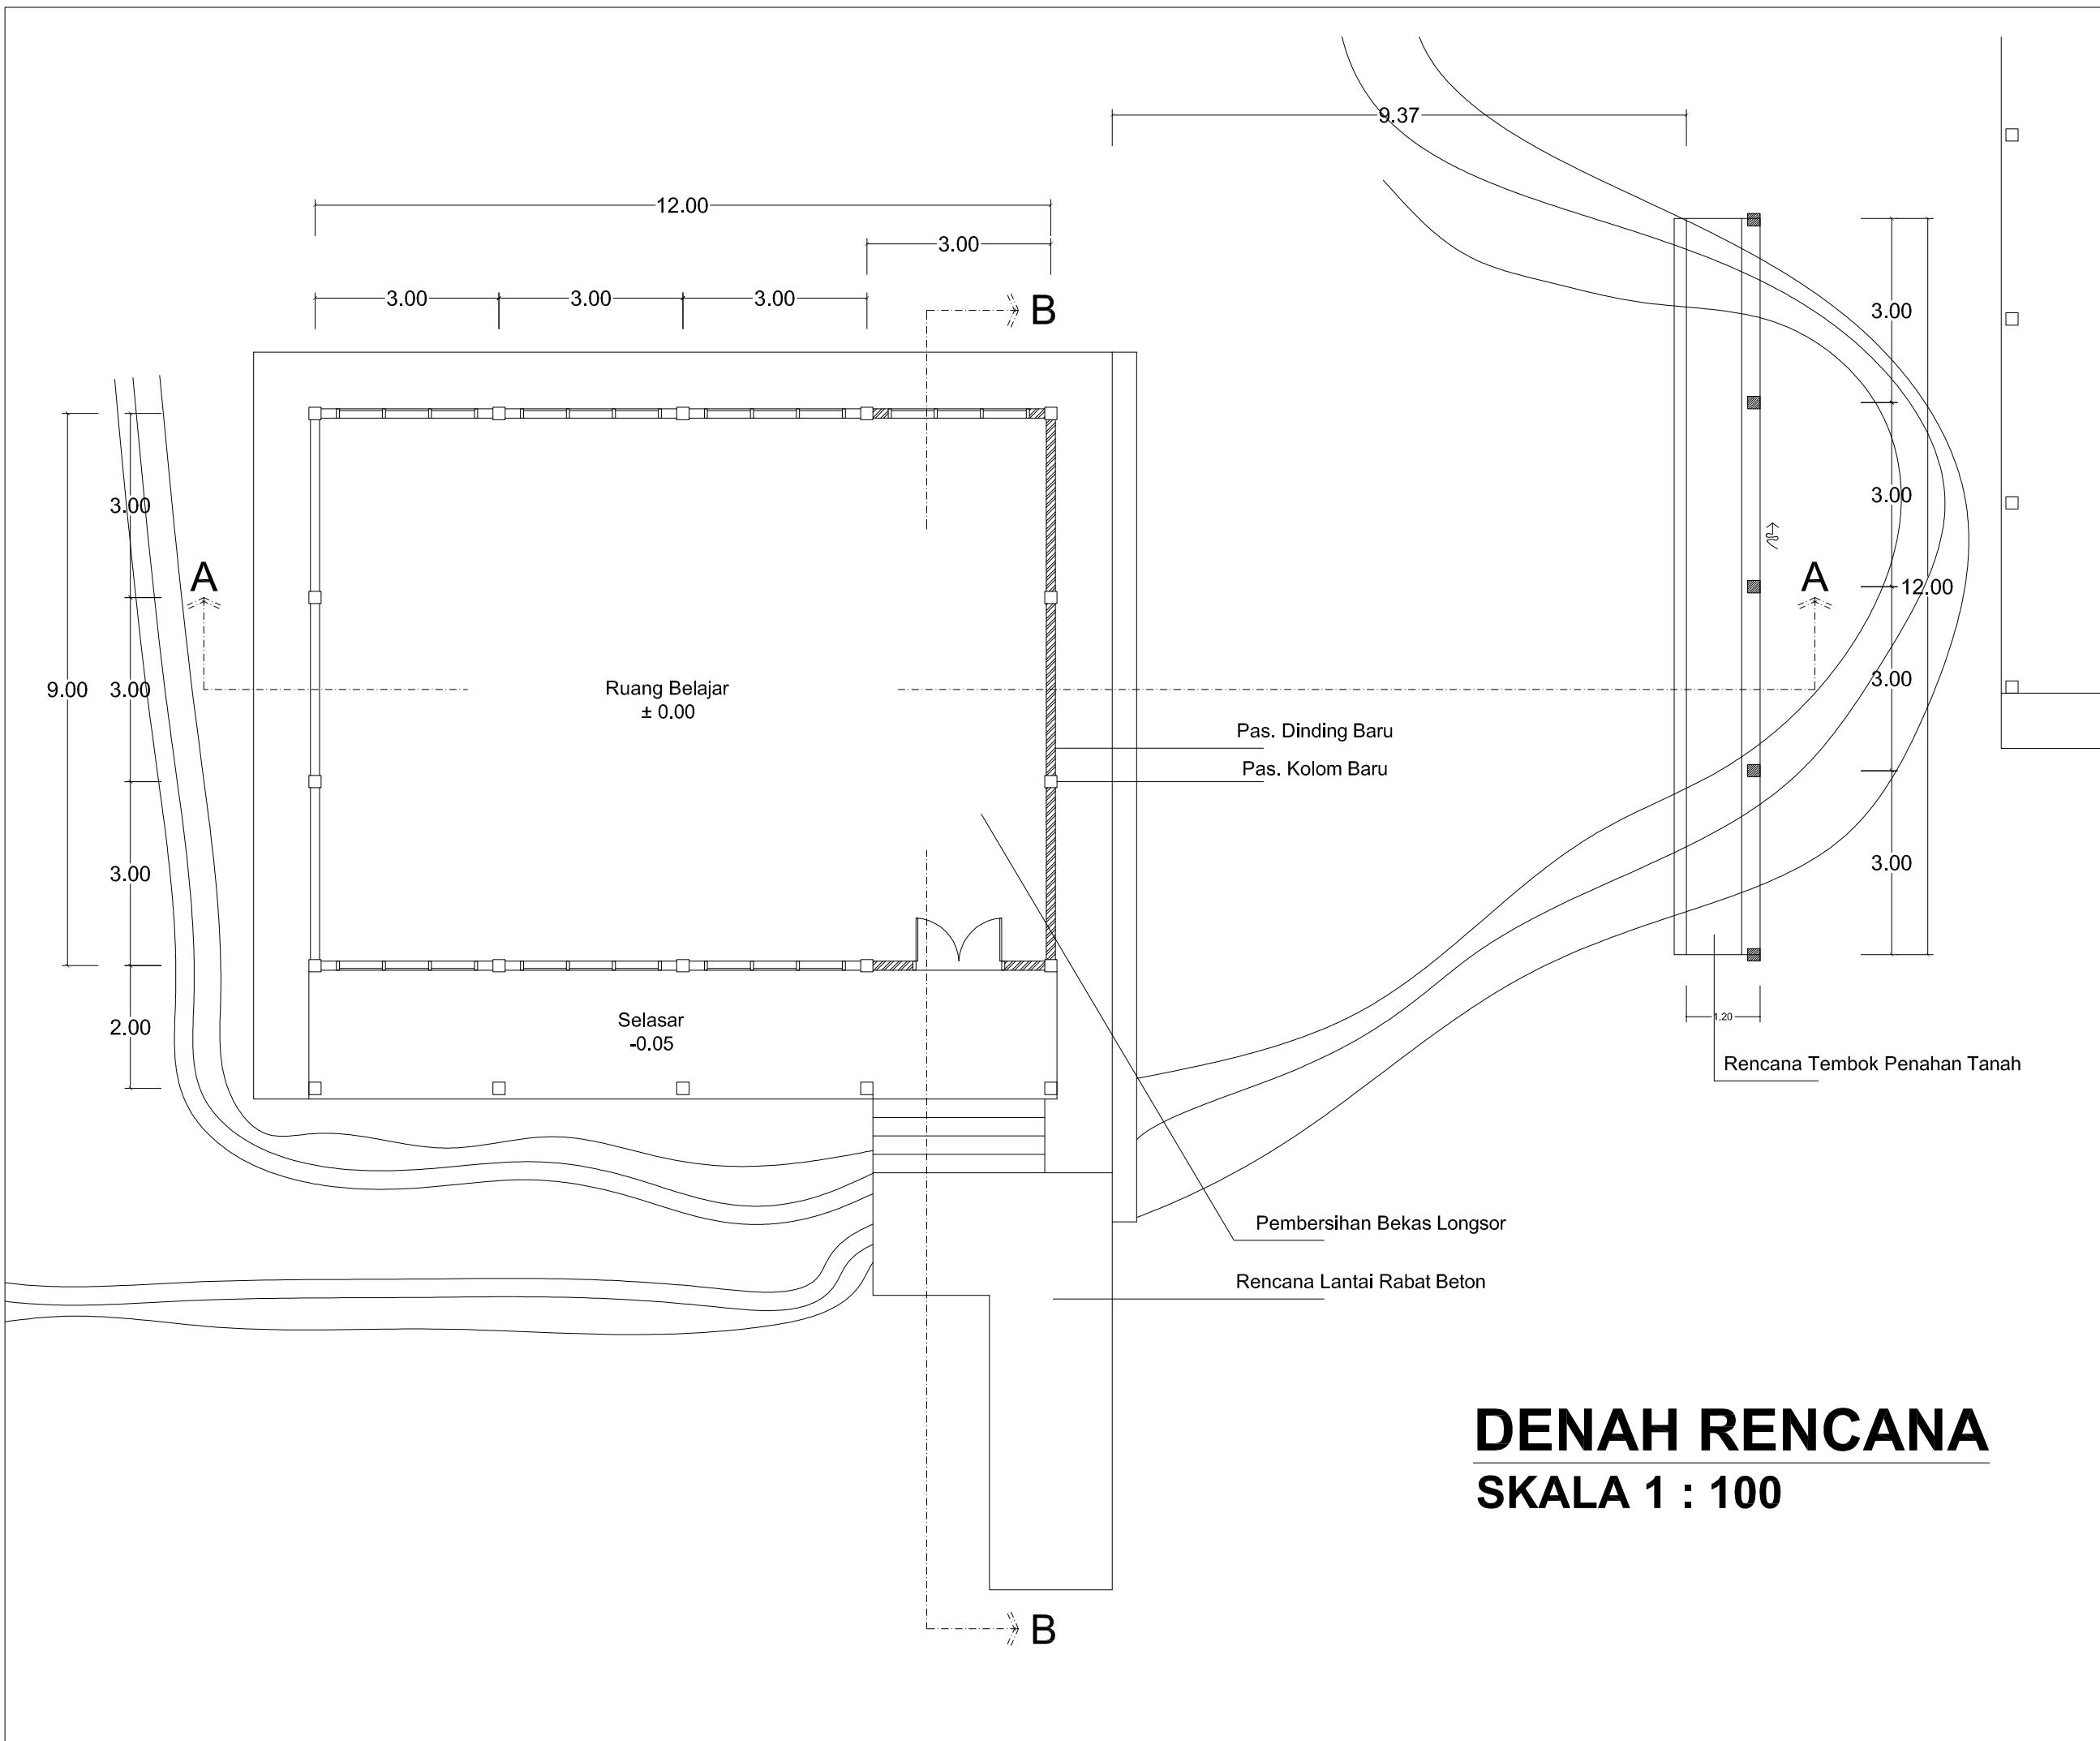 9.37
12.00
3.00
3.00
3.00
3.00
B
3.00
3.00
3.00
A
A
12.00
9.00
3.00
3.00
Ruang Belajar
± 0.00
Pas. Dinding Baru
Pas. Kolom Baru
3.00
3.00
2.00
Selasar
-0.05
1.20
Rencana Tembok Penahan Tanah
Pembersihan Bekas Longsor
Rencana Lantai Rabat Beton
DENAH RENCANA
SKALA 1 : 100
B